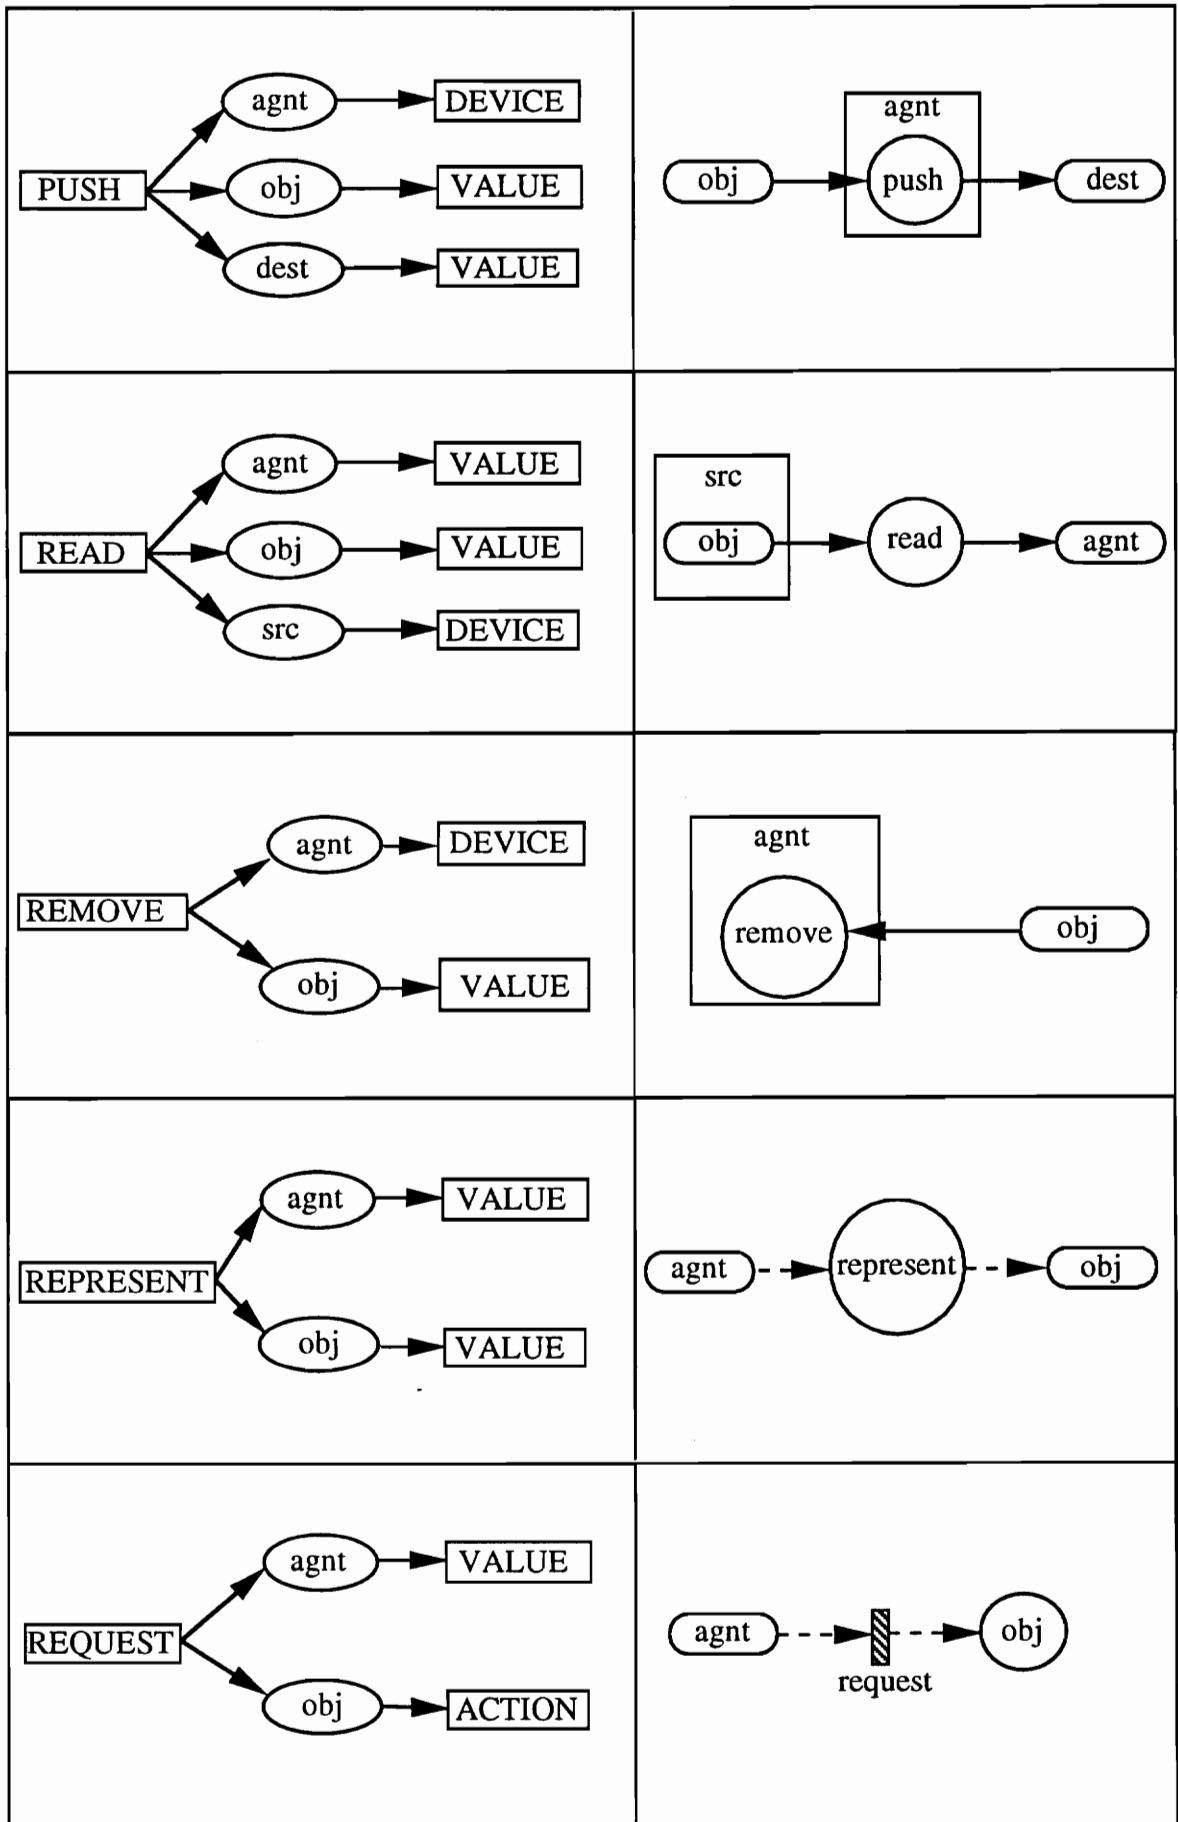 agnt DEVICE
PUSH obj VALUE
dest VALUE
agnt
obj push dest
agnt VALUE
READ obj VALUE
src DEVICE
src
obj read agnt
agnt DEVICE
REMOVE
obj VALUE
agnt
remove obj
agnt VALUE
REPRESENT
obj VALUE
agnt represent obj
agnt VALUE
REQUEST
obj ACTION
agnt obj
request